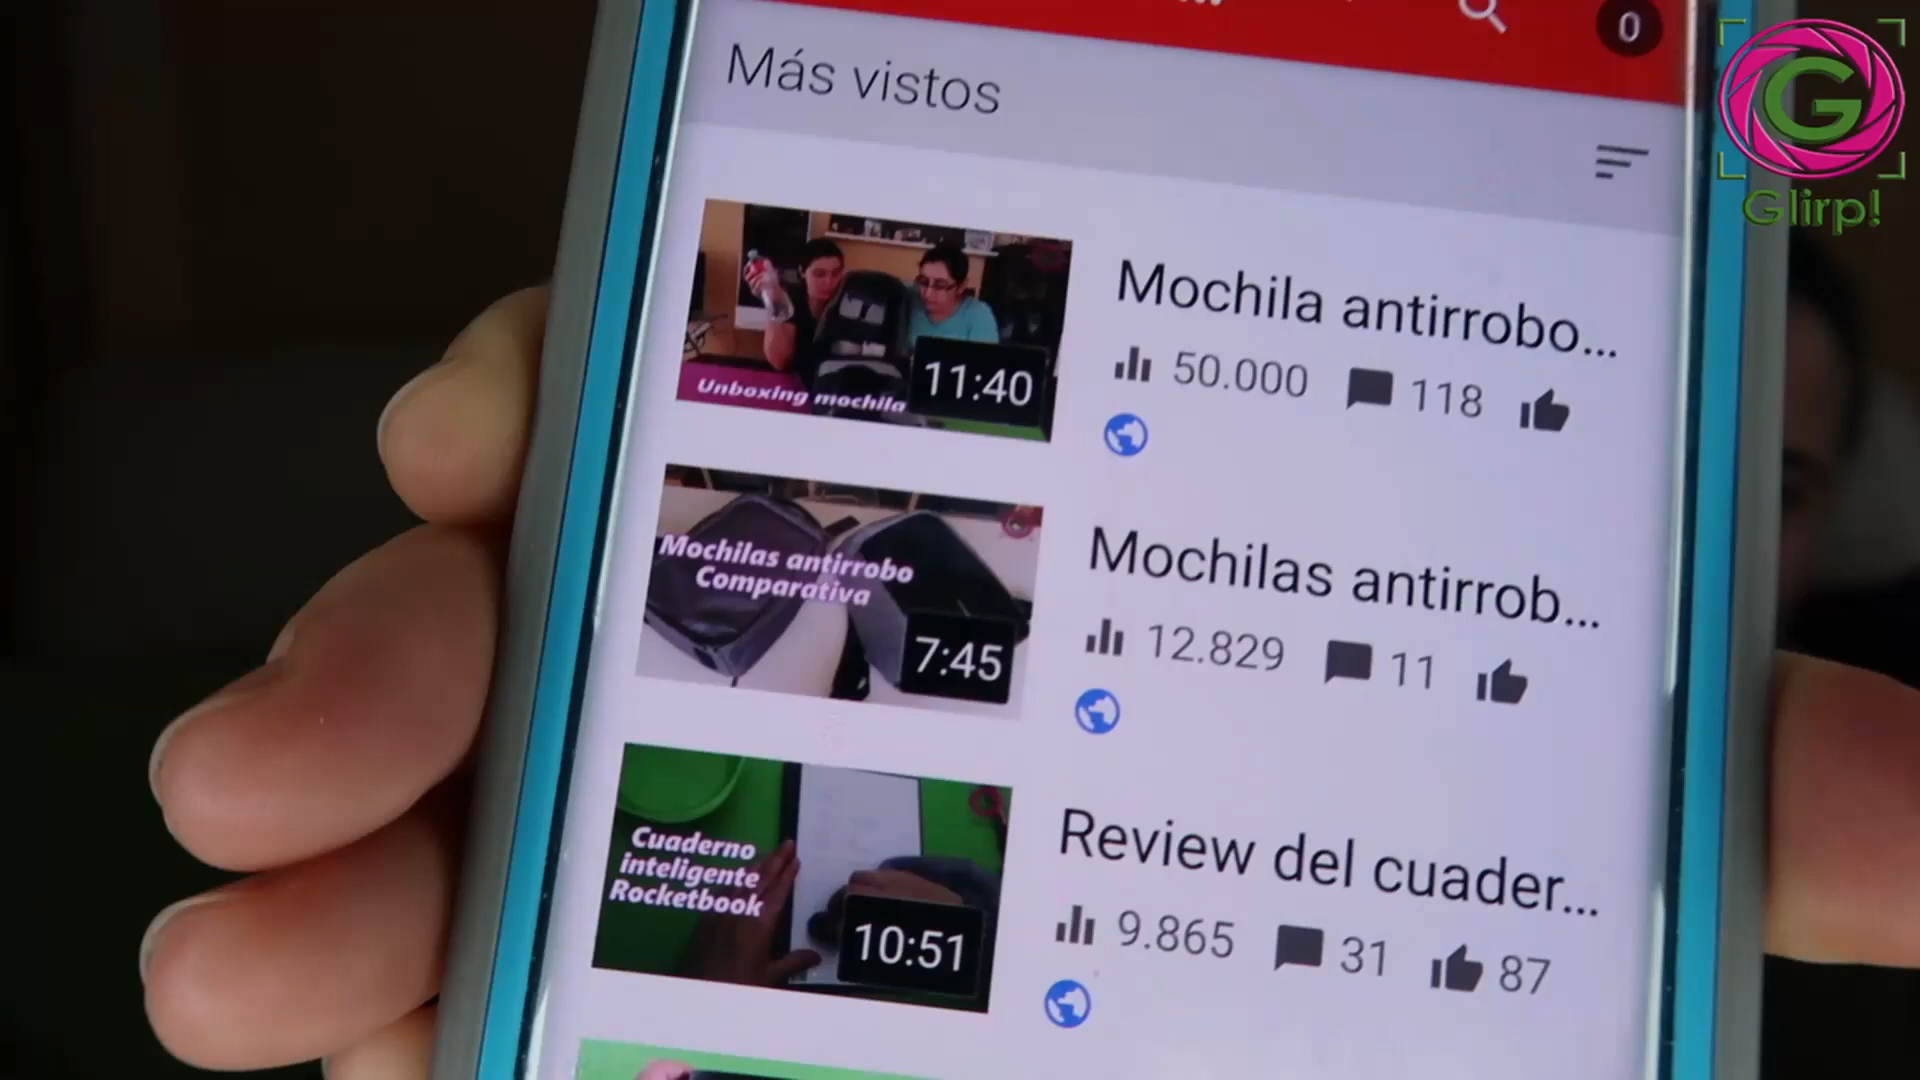 0
G
Glirp!
Más vistos
Unboxing mochila
11:40
Mochila antirrobo...
50.000 118
Mochilas antirrobo
Comparativa
7:45
Mochilas antirrob...
12.829 11
Cuaderno
inteligente
Rocketbook
10:51
Review del cuader...
9.865 31 87